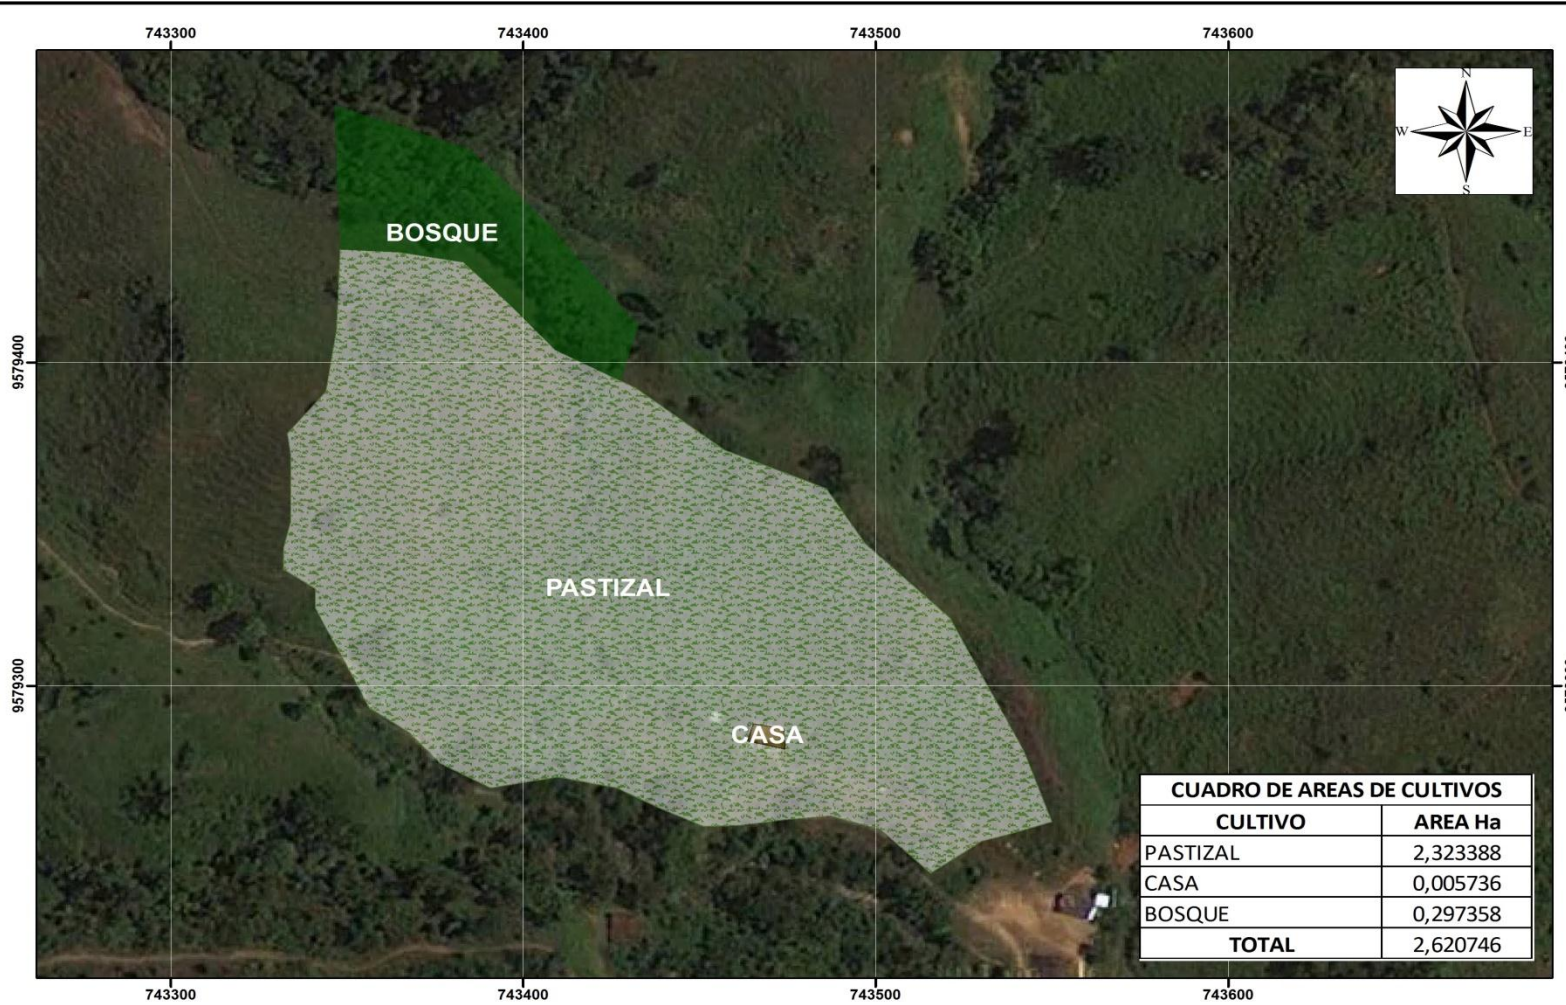 743300 743400 743500 743600
N
W E
S
BOSQUE
9579400
PASTIZAL
9579300
CASA
CUADRO DE AREAS DE CULTIVOS
CULTIVO AREA Ha
PASTIZAL 2,323388
CASA 0,005736
BOSQUE 0,297358
TOTAL 2,620746
743300 743400 743500 743600